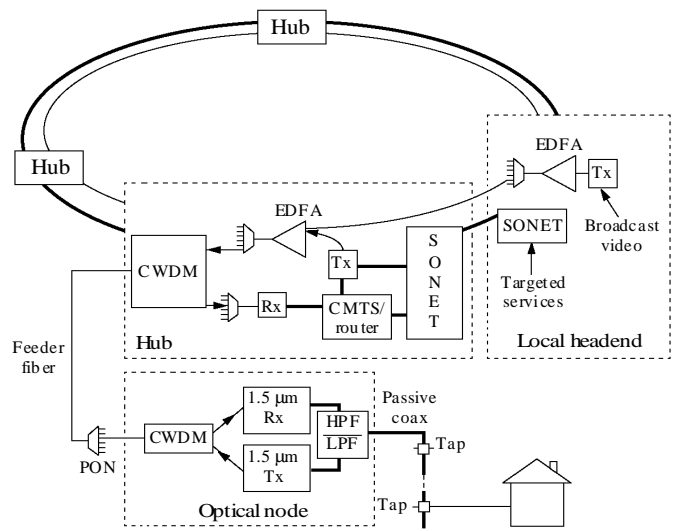 Hub
Hub
EDFA
Tx
Broadcast
video
SONET
Targeted
services
Local headend
EDFA
CWDM
Tx
Rx
CMTS/
router
S
O
N
E
T
Hub
Feeder
fiber
PON
CWDM
1.5 µm
Rx
1.5 µm
Tx
HPF
LPF
Optical node
Passive
coax
Tap
Tap